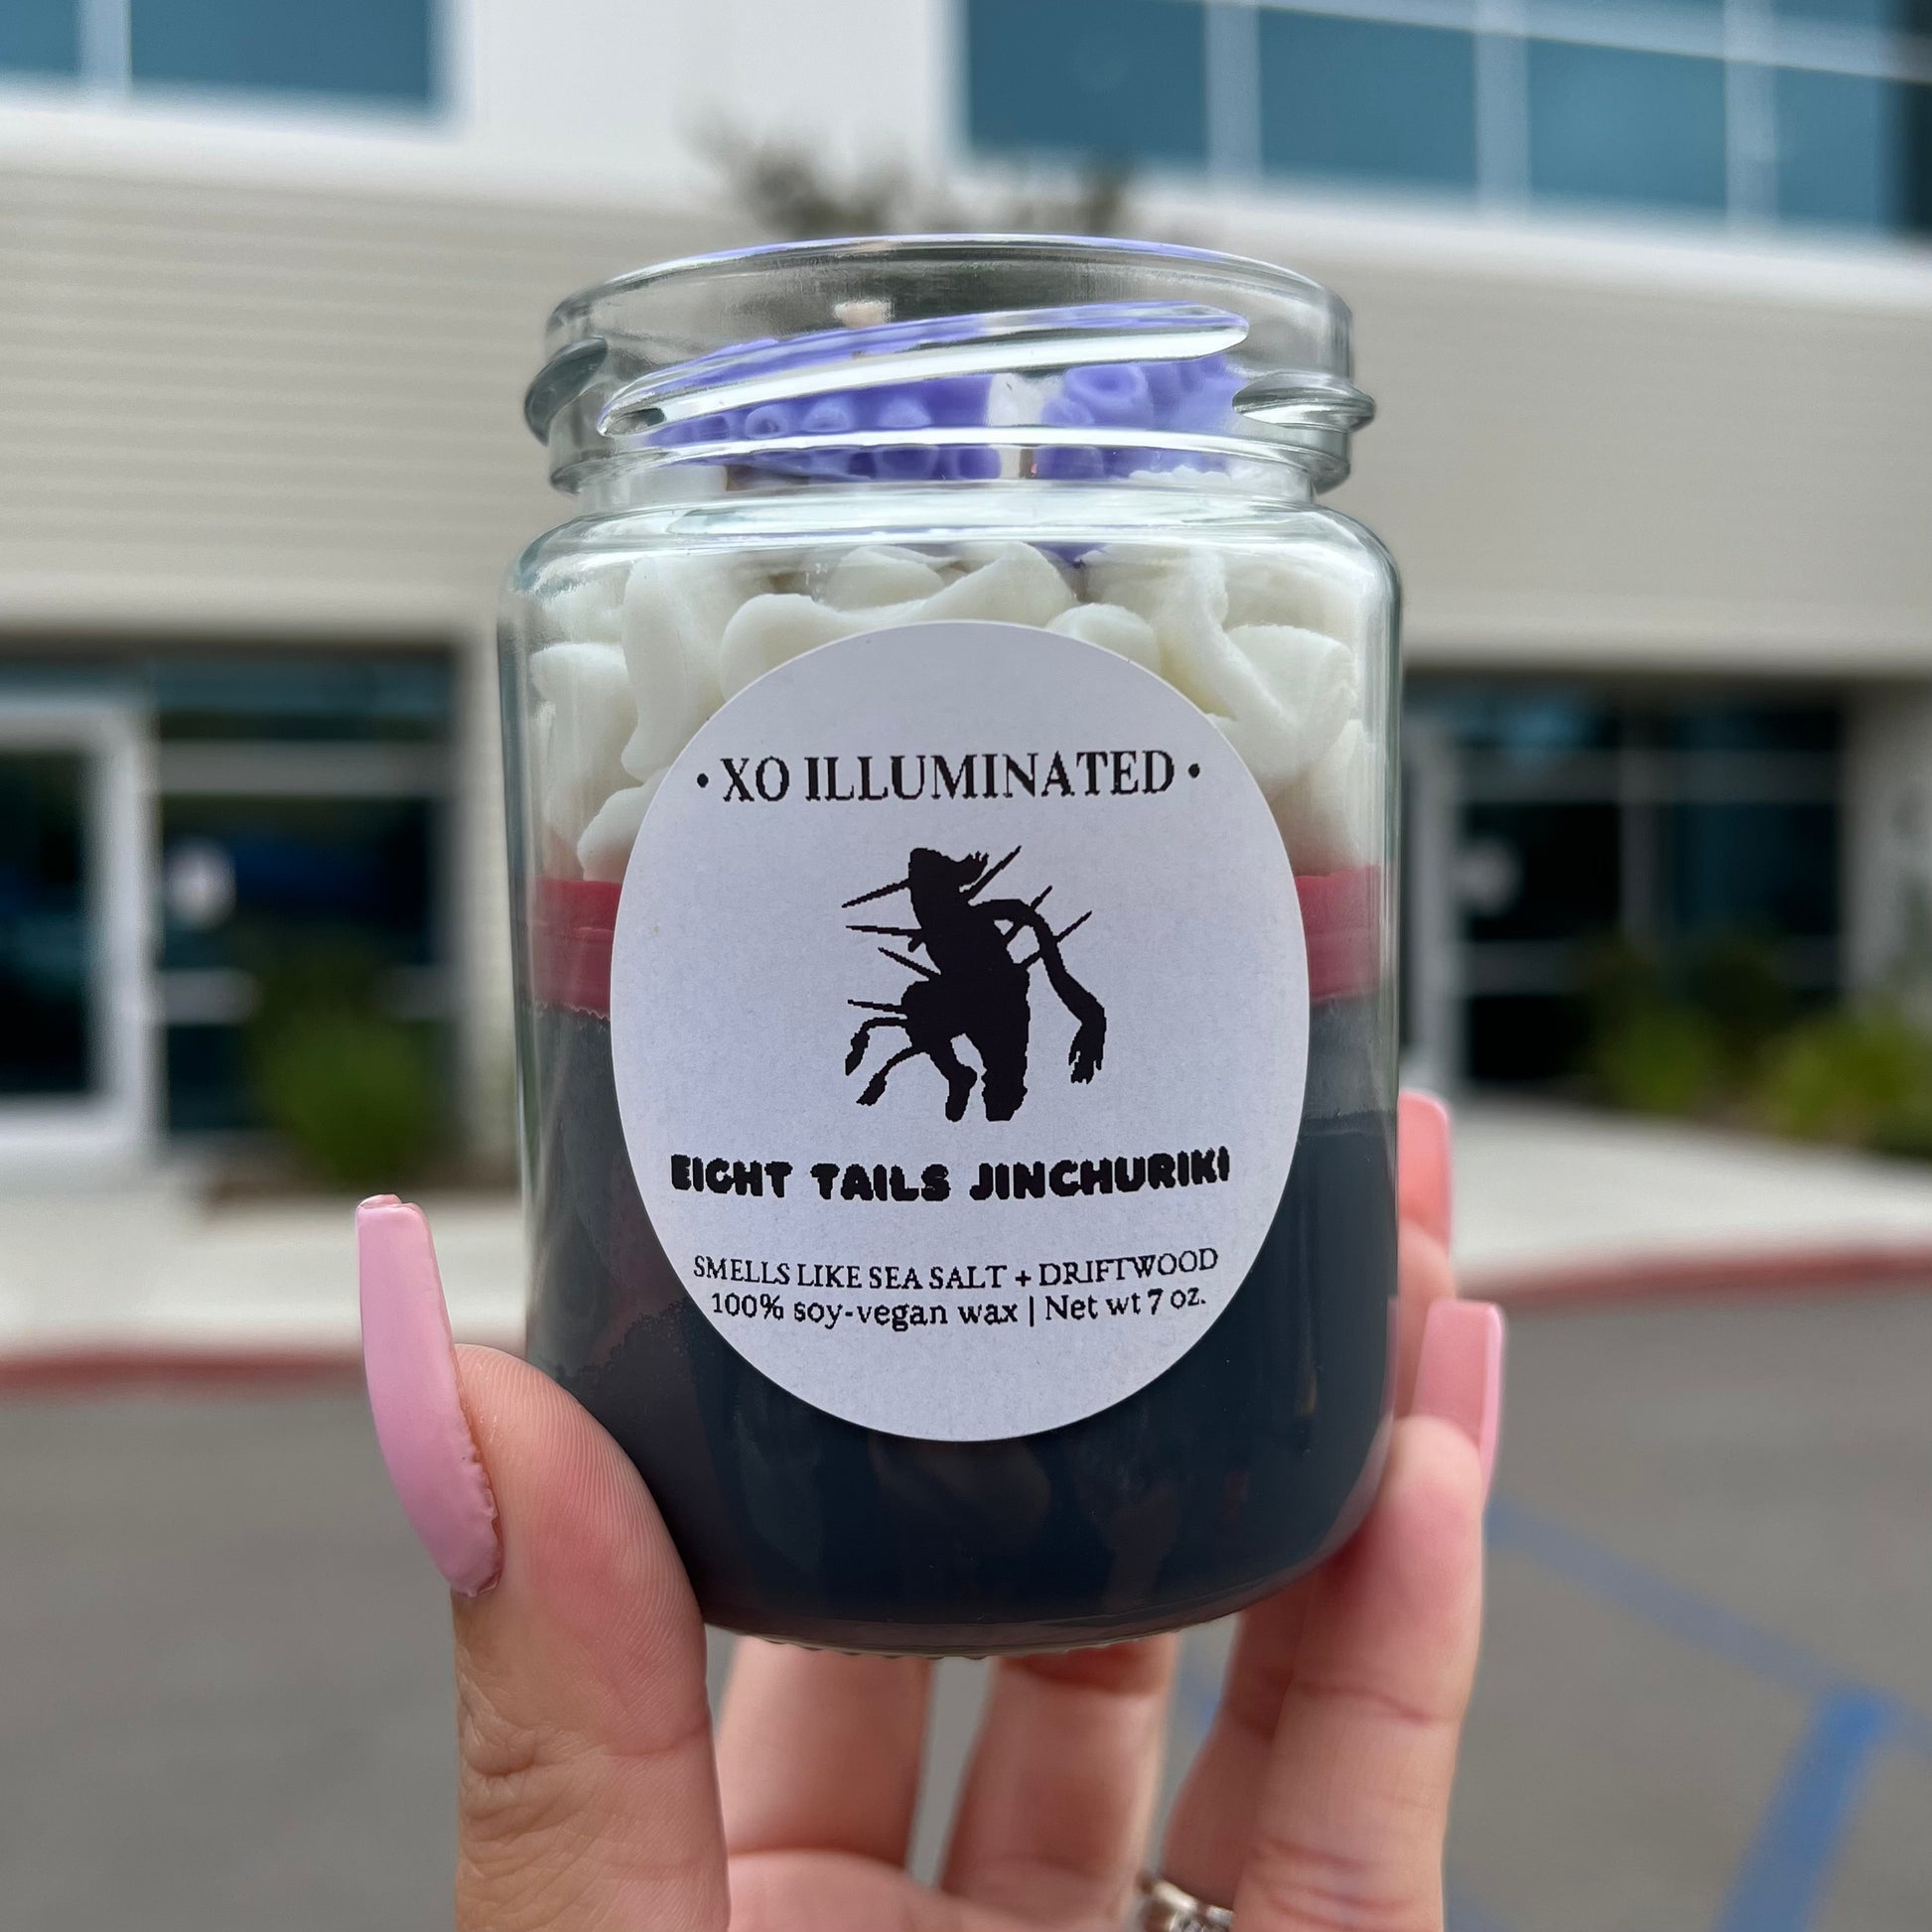 • XO ILLUMINATED •
EIGHT TAILS JINCHURIKI
SMELLS LIKE SEA SALT + DRIFTWOOD
100% soy-vegan wax | Net wt 7 oz.